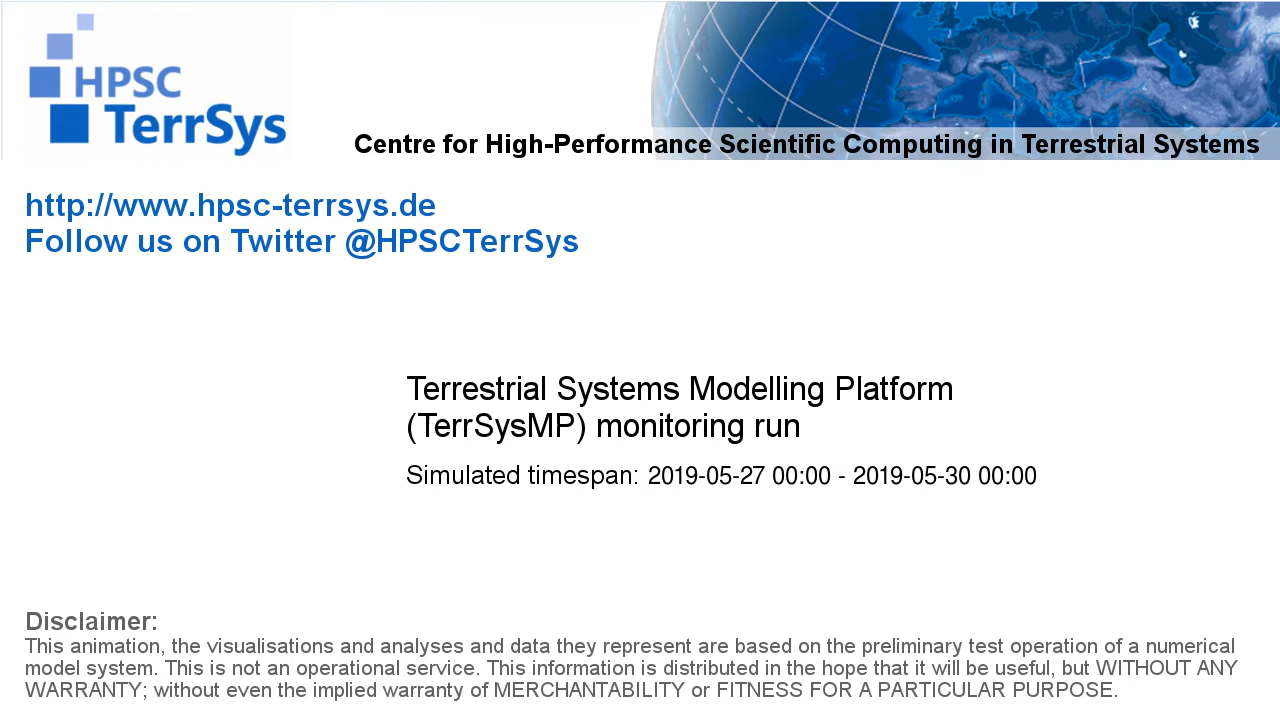 HPSC
TerrSys
Centre for High-Performance Scientific Computing in Terrestrial Systems
http://www.hpsc-terrsys.de
Follow us on Twitter @HPSCTerrSys
Terrestrial Systems Modelling Platform
(TerrSysMP) monitoring run
Simulated timespan: 2019-05-27 00:00 - 2019-05-30 00:00
Disclaimer:
This animation, the visualisations and analyses and data they represent are based on the preliminary test operation of a numerical
model system. This is not an operational service. This information is distributed in the hope that it will be useful, but WITHOUT ANY
WARRANTY; without even the implied warranty of MERCHANTABILITY or FITNESS FOR A PARTICULAR PURPOSE.